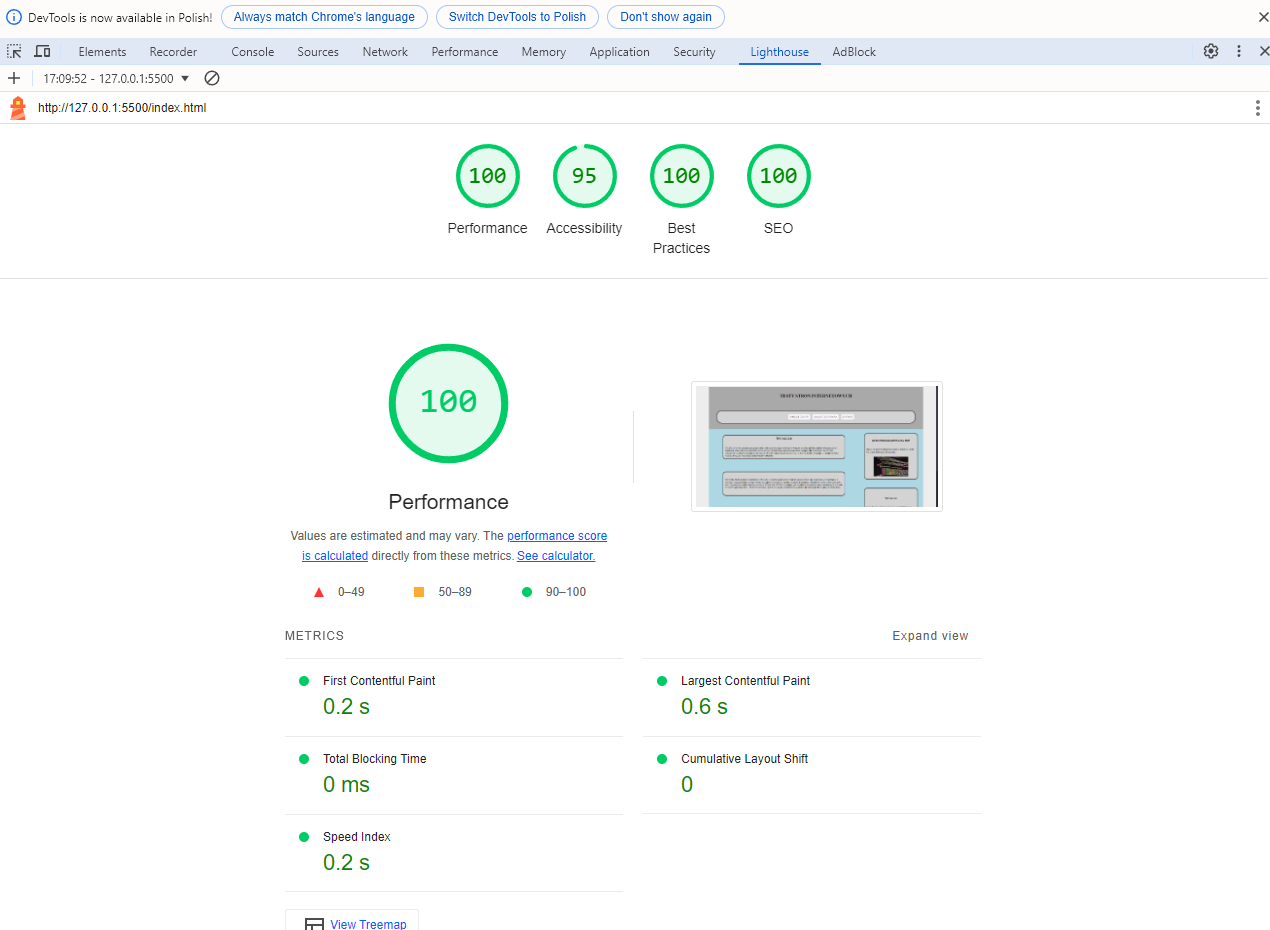 DevTools is now available in Polish! Always match Chrome's language Switch DevTools to Polish Don't show again
Elements Recorder Console Sources Network Performance Memory Application Security Lighthouse AdBlock
17:09:52 - 127.0.0.1:5500
http://127.0.0.1:5500/index.html
100 95 100 100
Performance Accessibility Best Practices SEO
100
Performance
Values are estimated and may vary. The performance score
is calculated directly from these metrics. See calculator.
0–49 50–89 90–100
METRICS Expand view
First Contentful Paint
0.2 s
Largest Contentful Paint
0.6 s
Total Blocking Time
0 ms
Cumulative Layout Shift
0
Speed Index
0.2 s
View Treemap